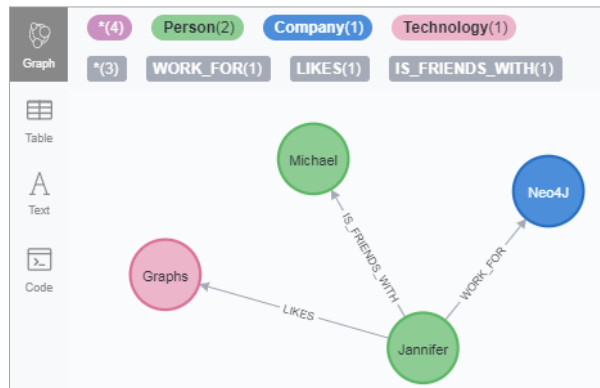 *(4) Person(2) Company(1) Technology(1)
Graph
*(3) WORK_FOR(1) LIKES(1) IS_FRIENDS_WITH(1)
Table
Michael
Neo4J
Text
IS_FRIENDS_WITH
WORK_FOR
Graphs
Code
LIKES
Jannifer